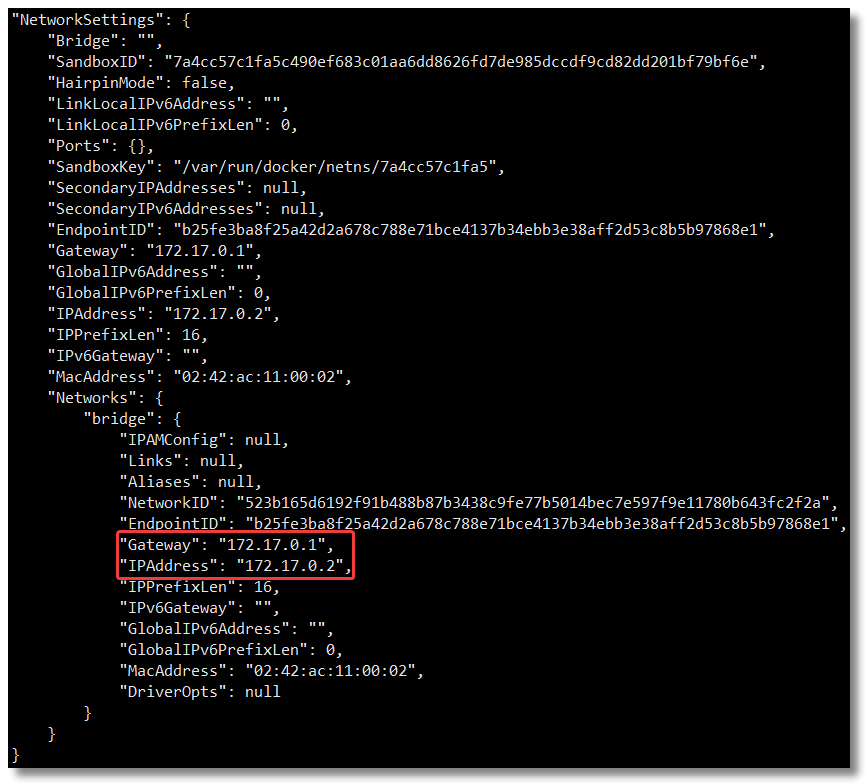 "NetworkSettings": {
    "Bridge": "",
    "SandboxID": "7a4cc57c1fa5c490ef683c01aa6dd8626fd7de985dccdf9cd82dd201bf79bf6e",
    "HairpinMode": false,
    "LinkLocalIPv6Address": "",
    "LinkLocalIPv6PrefixLen": 0,
    "Ports": {},
    "SandboxKey": "/var/run/docker/netns/7a4cc57c1fa5",
    "SecondaryIPAddresses": null,
    "SecondaryIPv6Addresses": null,
    "EndpointID": "b25fe3ba8f25a42d2a678c788e71bce4137b34ebb3e38aff2d53c8b5b97868e1",
    "Gateway": "172.17.0.1",
    "GlobalIPv6Address": "",
    "GlobalIPv6PrefixLen": 0,
    "IPAddress": "172.17.0.2",
    "IPPrefixLen": 16,
    "IPv6Gateway": "",
    "MacAddress": "02:42:ac:11:00:02",
    "Networks": {
        "bridge": {
            "IPAMConfig": null,
            "Links": null,
            "Aliases": null,
            "NetworkID": "523b165d6192f91b488b87b3438c9fe77b5014bec7e597f9e11780b643fc2f2a",
            "EndpointID": "b25fe3ba8f25a42d2a678c788e71bce4137b34ebb3e38aff2d53c8b5b97868e1",
            "Gateway": "172.17.0.1",
            "IPAddress": "172.17.0.2",
            "IPPrefixLen": 16,
            "IPv6Gateway": "",
            "GlobalIPv6Address": "",
            "GlobalIPv6PrefixLen": 0,
            "MacAddress": "02:42:ac:11:00:02",
            "DriverOpts": null
        }
    }
}